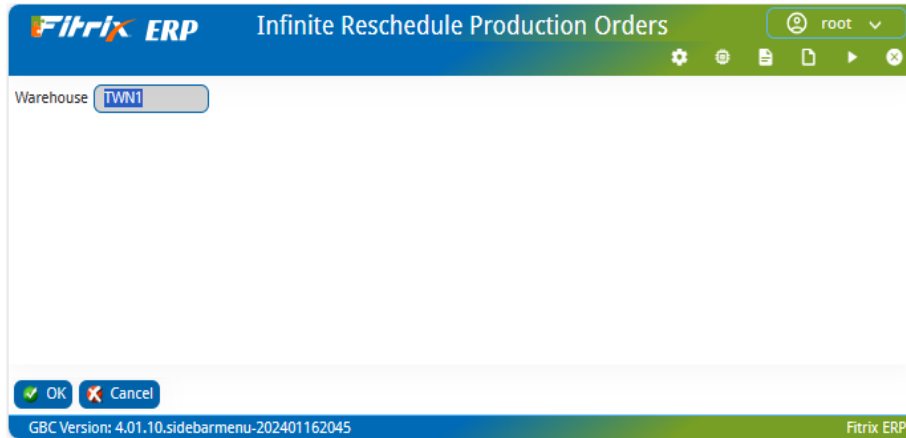 Fitrix ERP Infinite Reschedule Production Orders root
Warehouse TWN1
OK Cancel
GBC Version: 4.01.10.sidebarmenu-202401162045 Fitrix ERP